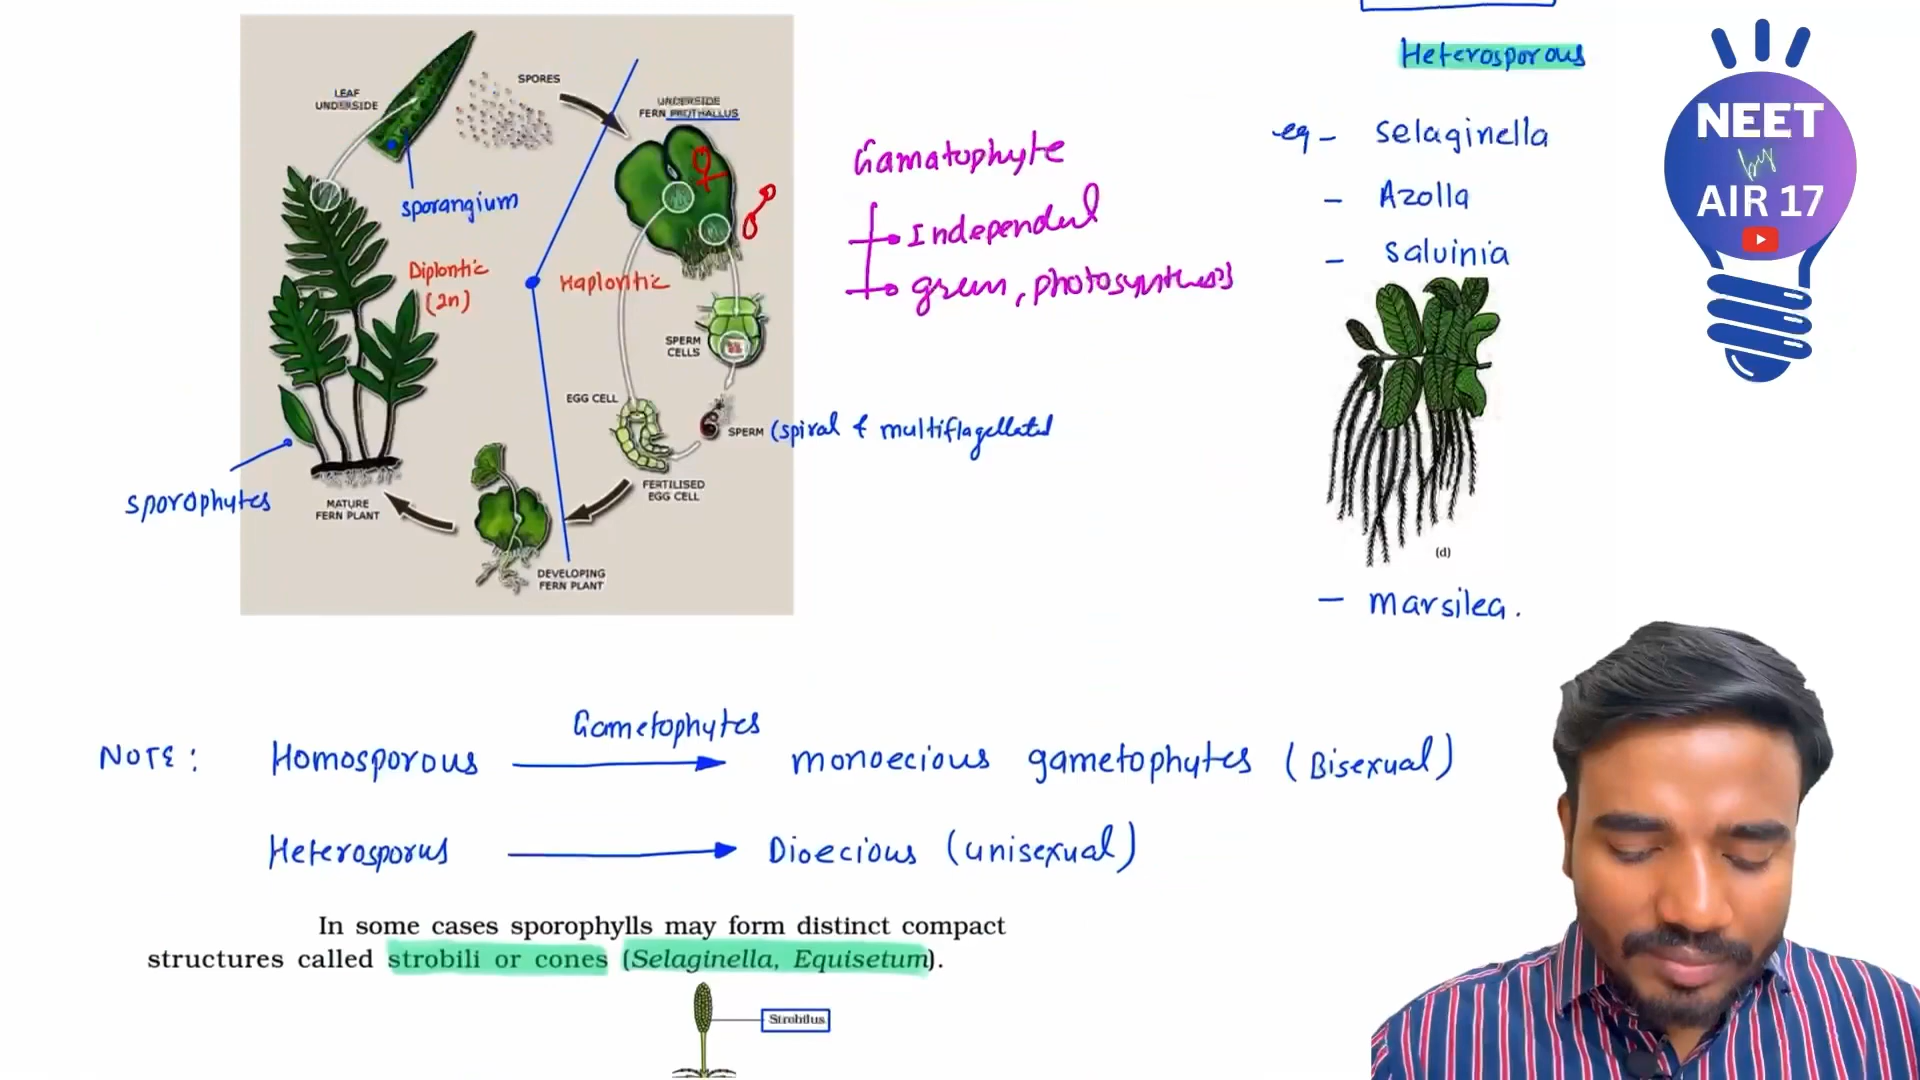 Heterosporous
NEET
by
AIR 17
SPORES
LEAF
UNDERSIDE
UNDERSIDE
FERN PROTHALLUS
eg - Selaginella
- Azolla
- Salvinia
Gamatophyte
Independent
green, photosynthesis
sporangium
Diplontic
(2n)
Haplontic
SPERM
CELLS
EGG CELL
SPERM (spiral & multiflagellated
FERTILISED
EGG CELL
sporophytes
MATURE
FERN PLANT
DEVELOPING
FERN PLANT
(d)
- Marsilea.
NOTE: Homosporous Gametophytes monoecious gametophytes (Bisexual)
Heterosporus Dioecious (unisexual)
In some cases sporophylls may form distinct compact
structures called strobili or cones (Selaginella, Equisetum).
Strobilus